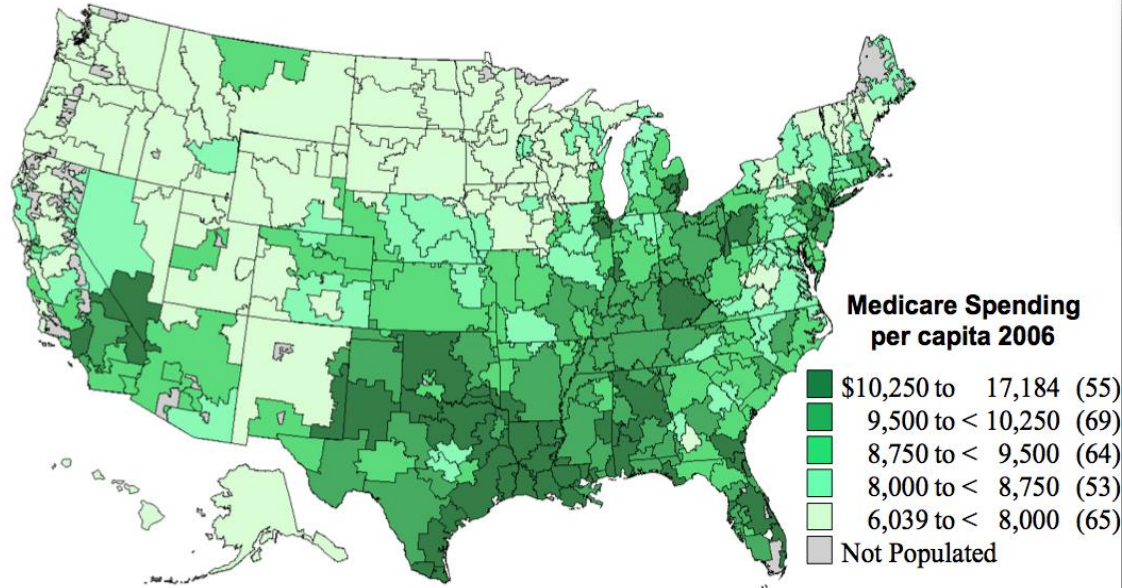 Medicare Spending
per capita 2006
$10,250 to 17,184 (55)
9,500 to < 10,250 (69)
8,750 to < 9,500 (64)
8,000 to < 8,750 (53)
6,039 to < 8,000 (65)
Not Populated